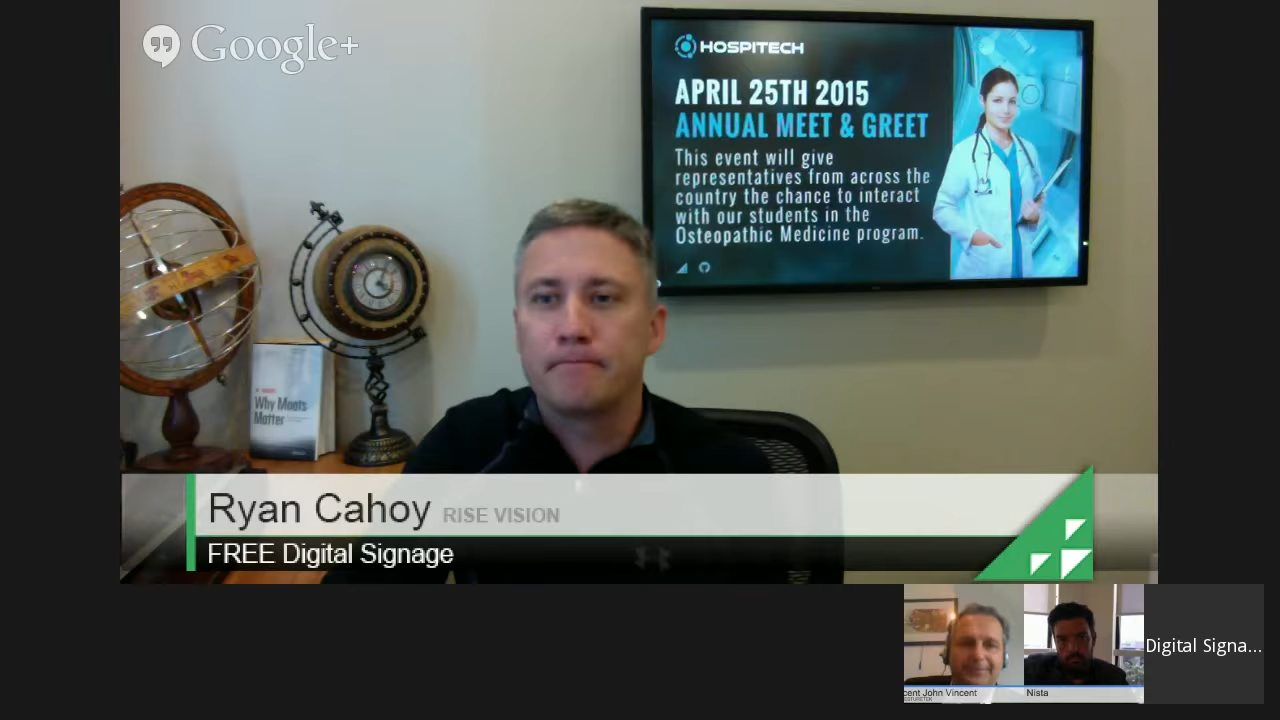 Google+
HOSPITECH
APRIL 25TH 2015
ANNUAL MEET & GREET
This event will give
representatives from across the
country the chance to interact
with our students in the
Osteopathic Medicine program.
Why Moats
Matter
Ryan Cahoy RISE VISION
FREE Digital Signage
cent John Vincent
Nista
Digital Signa...